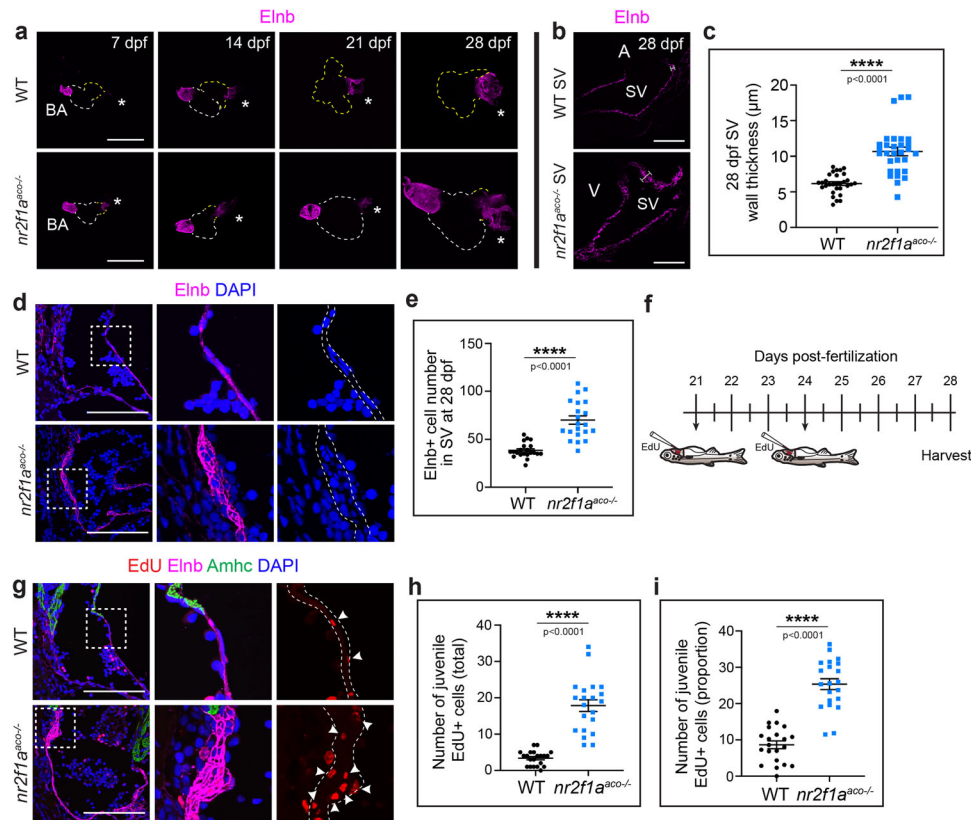 a
Elnb
7 dpf
14 dpf
21 dpf
28 dpf
WT
BA
*
*
*
*
nr2f1a^aco-/-
BA
*
*
*
*
b
Elnb
28 dpf
A
SV
WT SV
V
SV
nr2f1a^aco-/- SV
c
****
p<0.0001
28 dpf SV
wall thickness (µm)
20
15
10
5
0
WT nr2f1a^aco-/-
d
Elnb DAPI
WT
nr2f1a^aco-/-
e
****
p<0.0001
Elnb+ cell number
in SV at 28 dpf
150
100
50
0
WT nr2f1a^aco-/-
f
Days post-fertilization
21 22 23 24 25 26 27 28
EdU
EdU
Harvest
g
EdU Elnb Amhc DAPI
WT
nr2f1a^aco-/-
h
****
p<0.0001
Number of juvenile
EdU+ cells (total)
40
30
20
10
0
WT nr2f1a^aco-/-
i
****
p<0.0001
Number of juvenile
EdU+ cells (proportion)
40
30
20
10
0
WT nr2f1a^aco-/-